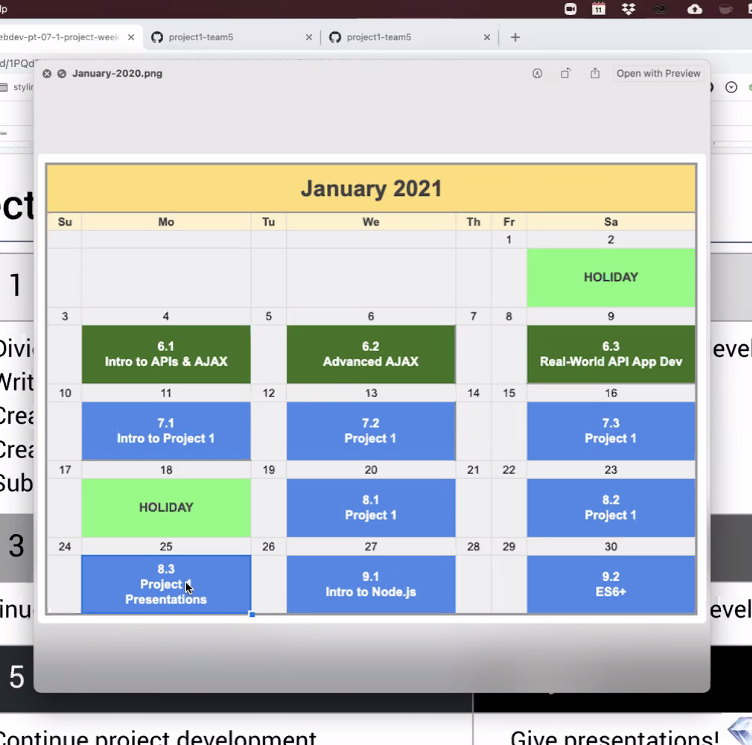 lp
ebdev-pt-07-1-project-week
project1-team5
project1-team5
11
d/1PQd
January-2020.png
Open with Preview
stylin
January 2021
Su Mo Tu We Th Fr Sa
1 2
HOLIDAY
3 4 5 6 7 8 9
6.1
Intro to APIs & AJAX
6.2
Advanced AJAX
6.3
Real-World API App Dev
10 11 12 13 14 15 16
7.1
Intro to Project 1
7.2
Project 1
7.3
Project 1
17 18 19 20 21 22 23
HOLIDAY
8.1
Project 1
8.2
Project 1
24 25 26 27 28 29 30
8.3
Project
Presentations
9.1
Intro to Node.js
9.2
ES6+
ect
1
Divi
Writ
Crea
Crea
Sub
evel
3
inu
evel
5
Continue project development
Give presentations!